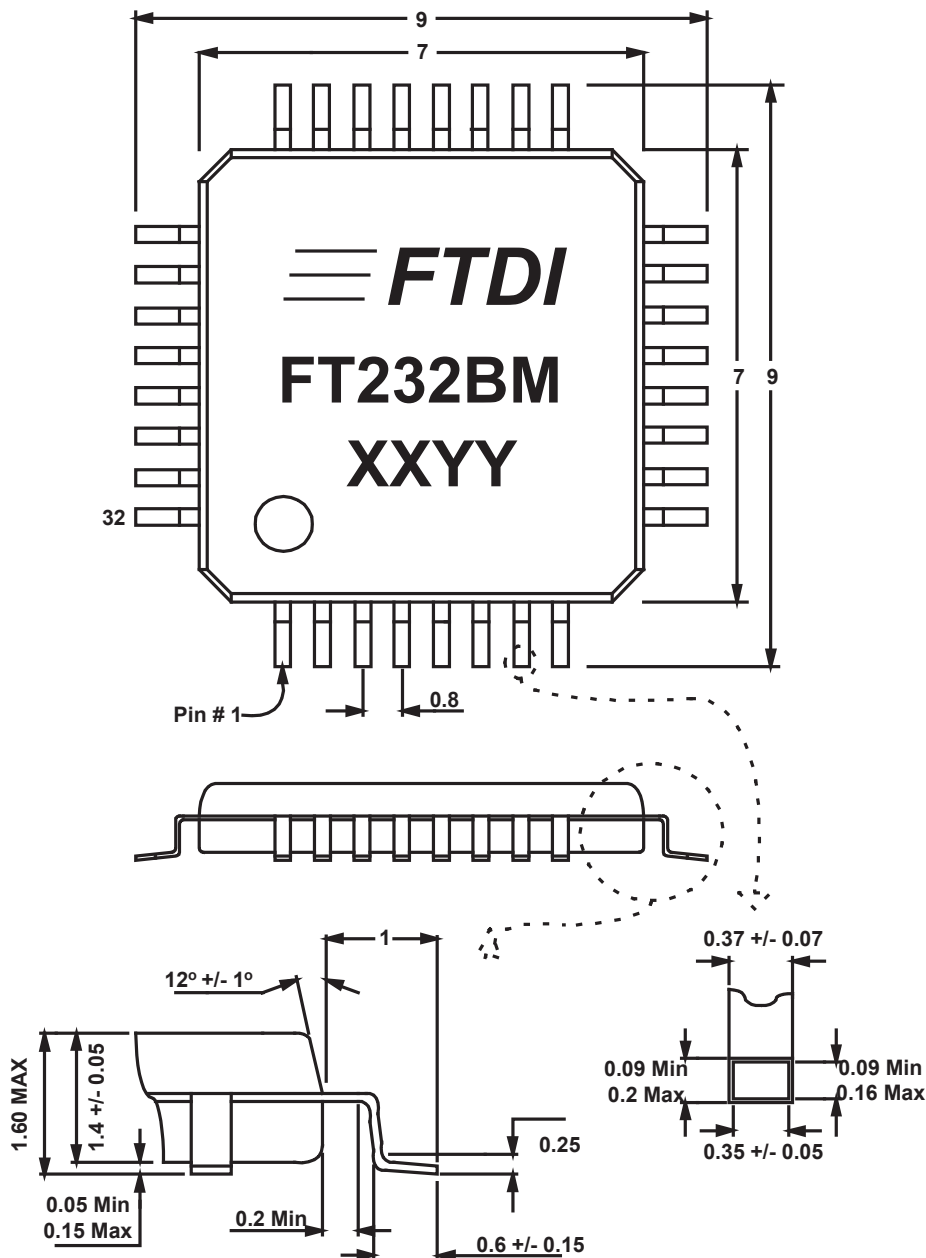 9
7
FTDI
FT232BM
XXYY
7
9
32
Pin # 1
0.8
1
12º +/- 1º
0.37 +/- 0.07
1.60 MAX
1.4 +/- 0.05
0.09 Min
0.2 Max
0.09 Min
0.16 Max
0.25
0.35 +/- 0.05
0.05 Min
0.15 Max
0.2 Min
0.6 +/- 0.15